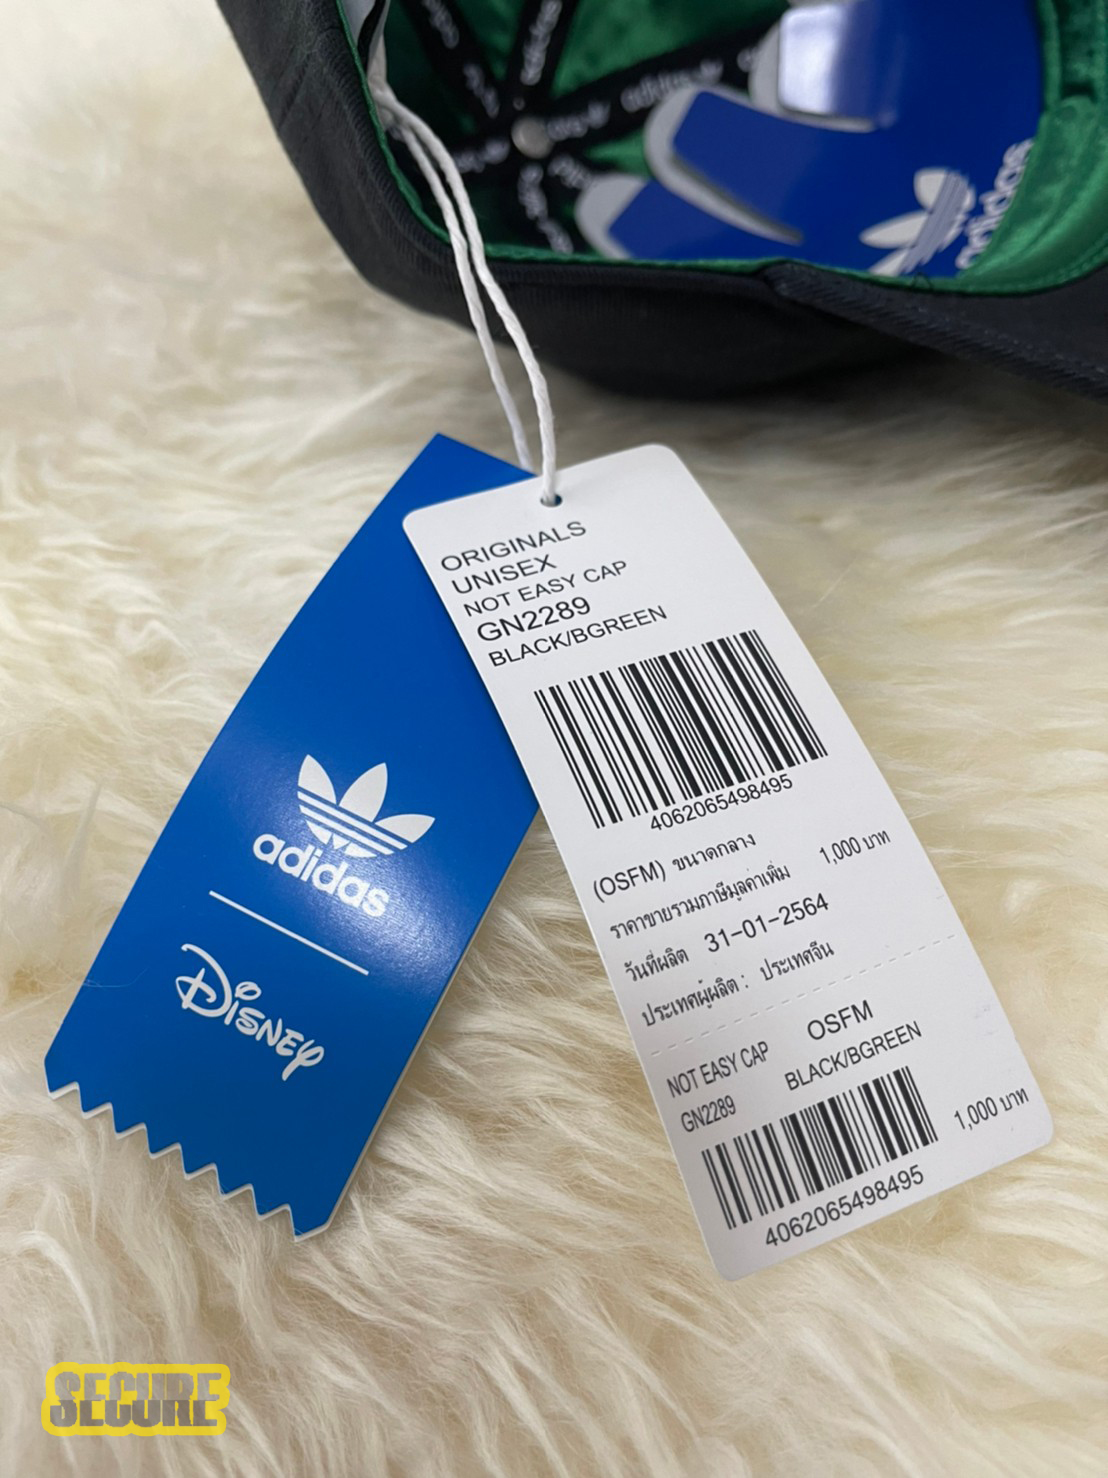 adidas
adidas
adidas
adidas
Disney
ORIGINALS
UNISEX
NOT EASY CAP
GN2289
BLACK/BGREEN
4062065498495
(OSFM) ขนาดกลาง
ราคาขายรวมภาษีมูลค่าเพิ่ม 1,000 บาท
วันที่ผลิต 31-01-2564
ประเทศผู้ผลิต : ประเทศจีน
NOT EASY CAP OSFM
GN2289 BLACK/BGREEN
1,000 บาท
4062065498495
SECURE
SECURE